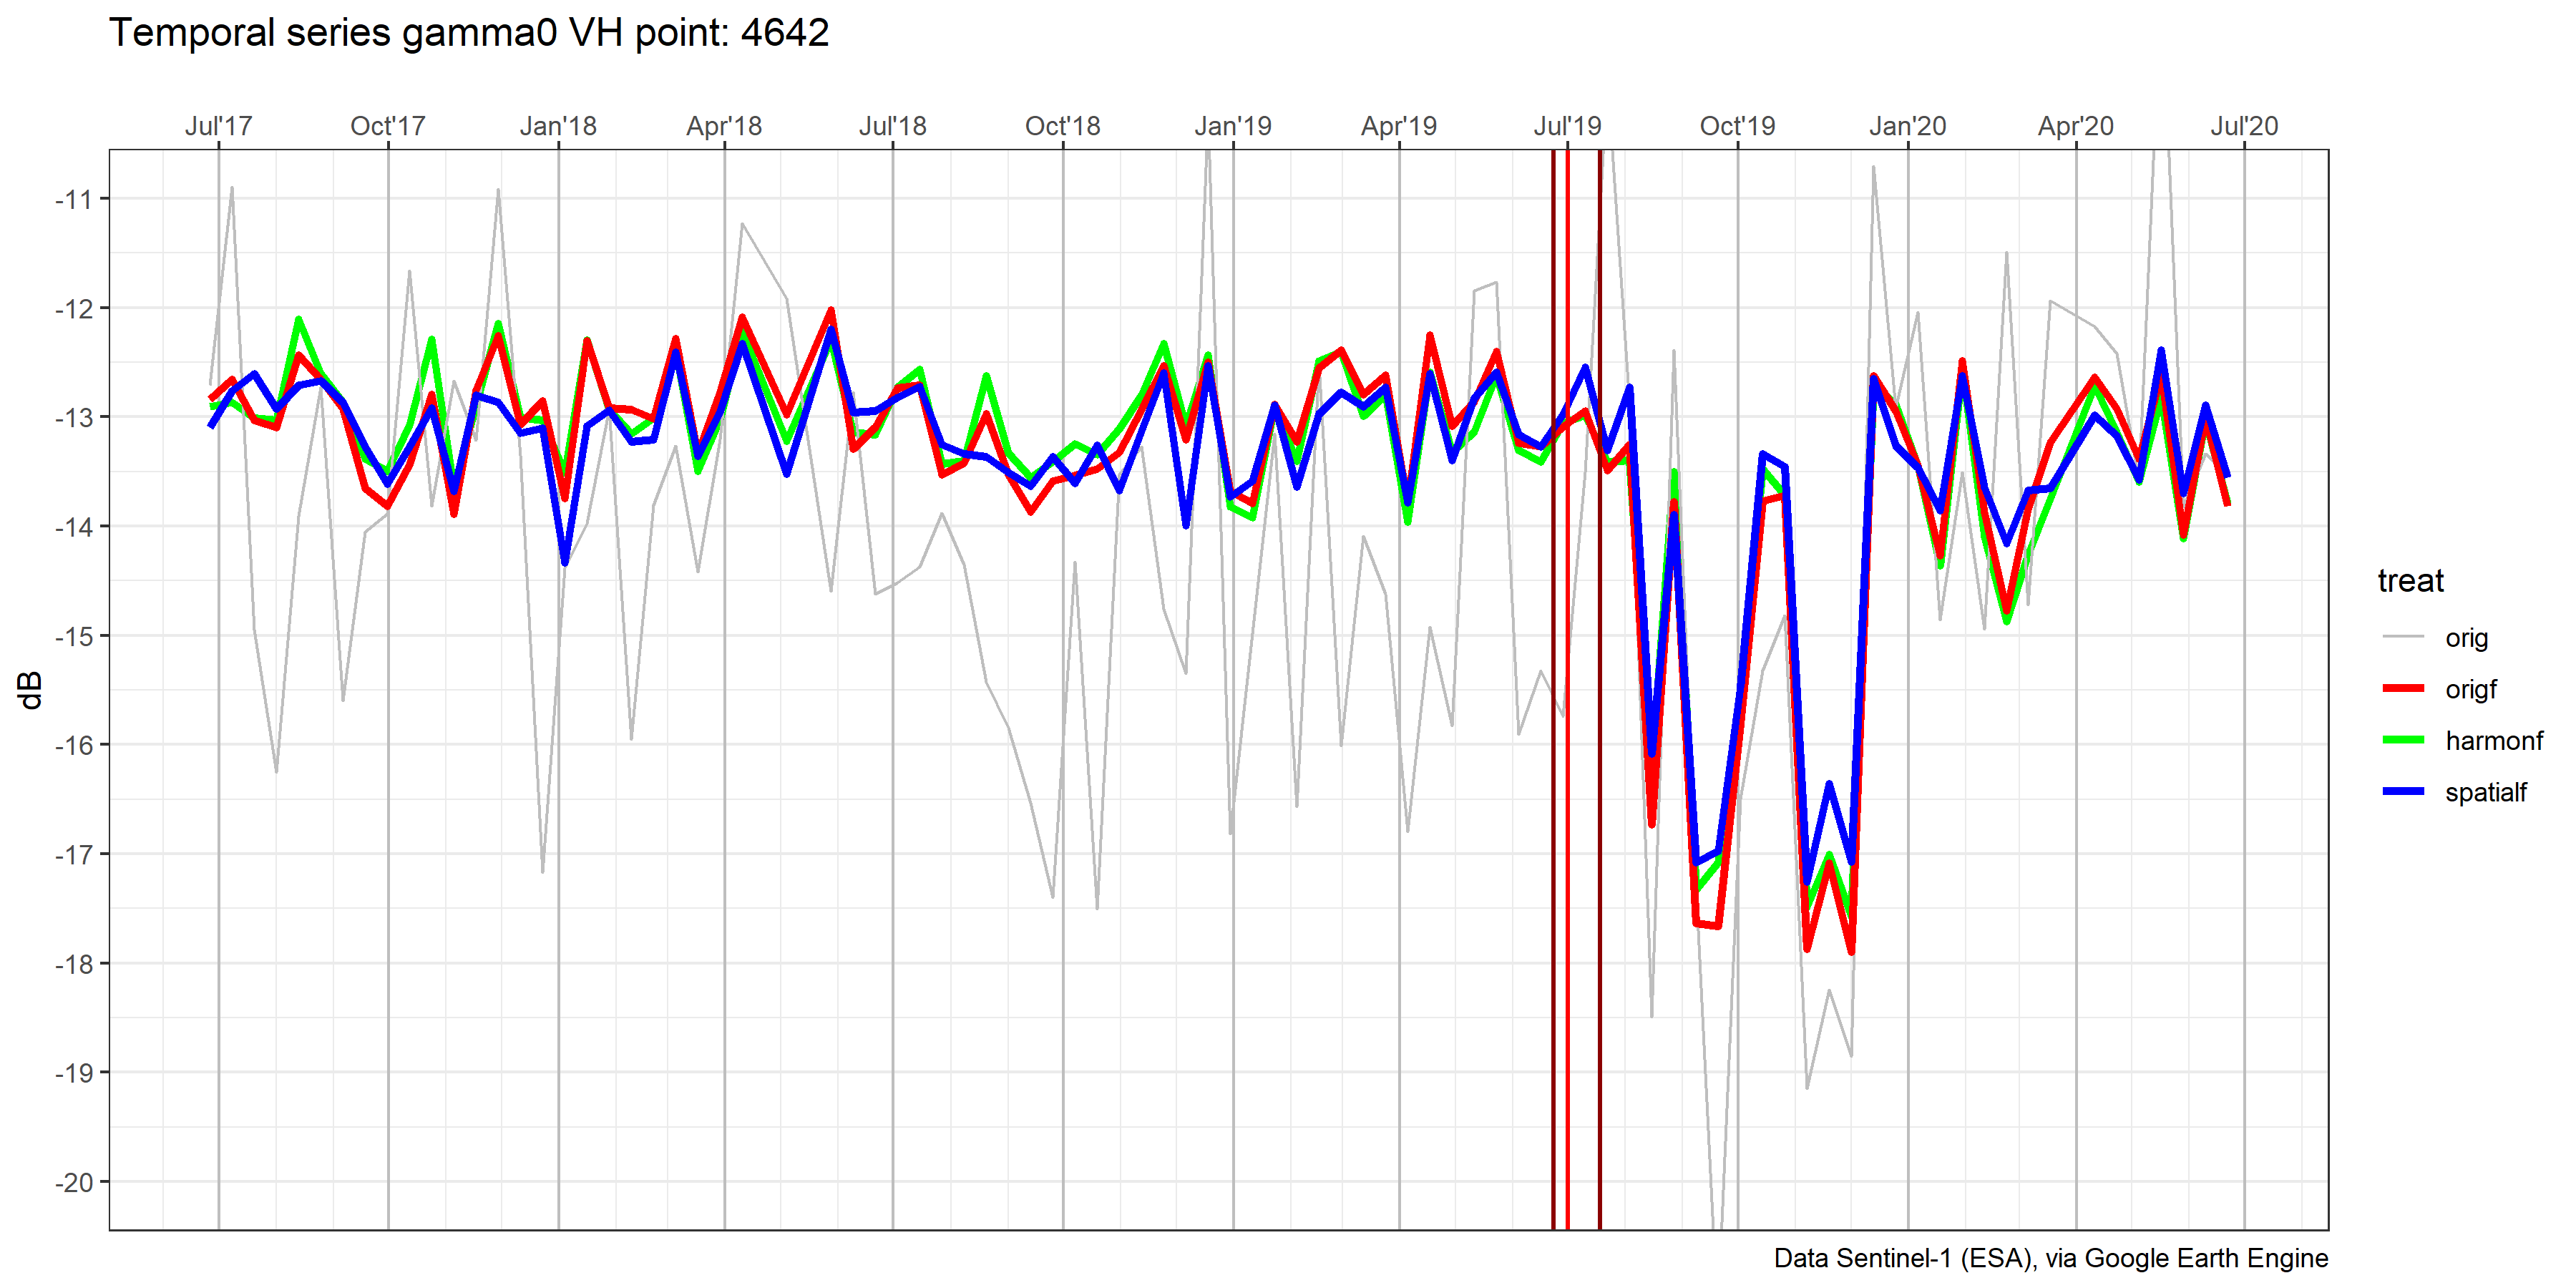 Temporal series gamma0 VH point: 4642
Jul'17 Oct'17 Jan'18 Apr'18 Jul'18 Oct'18 Jan'19 Apr'19 Jul'19 Oct'19 Jan'20 Apr'20 Jul'20
-11
-12
-13
-14
-15
-16
-17
-18
-19
-20
dB
treat
orig
origf
harmonf
spatialf
Data Sentinel-1 (ESA), via Google Earth Engine